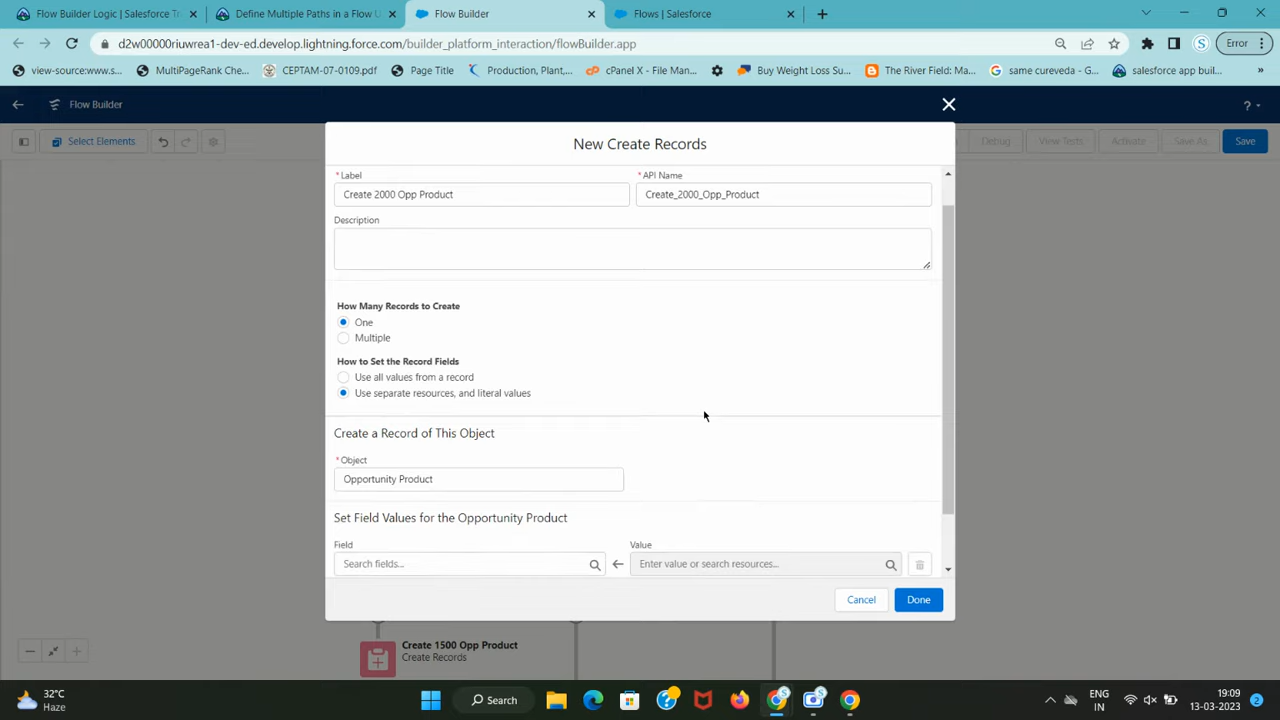 Flow Builder Logic | Salesforce Tr
Define Multiple Paths in a Flow U
Flow Builder
Flows | Salesforce
d2w00000riuwrea1-dev-ed.develop.lightning.force.com/builder_platform_interaction/flowBuilder.app
Error
view-source:www.s...
MultiPageRank Che...
CEPTAM-07-0109.pdf
Page Title
Production, Plant,...
cPanel X - File Man...
Buy Weight Loss Su...
The River Field: Ma...
same cureveda - G...
salesforce app buil...
Flow Builder
Select Elements
Debug
View Tests
Activate
Save As
Save
New Create Records
*Label
*API Name
Create 2000 Opp Product
Create_2000_Opp_Product
Description
How Many Records to Create
One
Multiple
How to Set the Record Fields
Use all values from a record
Use separate resources, and literal values
Create a Record of This Object
*Object
Opportunity Product
Set Field Values for the Opportunity Product
Field
Value
Search fields...
Enter value or search resources...
Cancel
Done
Create 1500 Opp Product
Create Records
32°C
Haze
Search
ENG
IN
19:09
13-03-2023
2